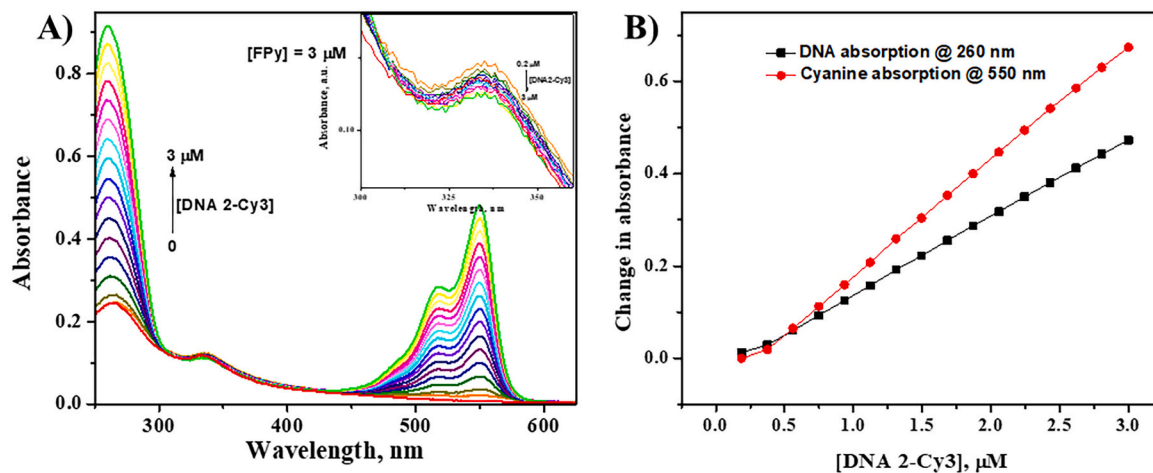 A)
[FPy] = 3 μM
0.2 μM
[DNA2-Cy3]
3 μM
Absorbance, a.u.
0.10
300
325
350
Wavelength, nm
3 μM
[DNA 2-Cy3]
0
Absorbance
0.8
0.6
0.4
0.2
0.0
300
400
500
600
Wavelength, nm
B)
DNA absorption @ 260 nm
Cyanine absorption @ 550 nm
Change in absorbance
0.6
0.4
0.2
0.0
0.0 0.5 1.0 1.5 2.0 2.5 3.0
[DNA 2-Cy3], μM